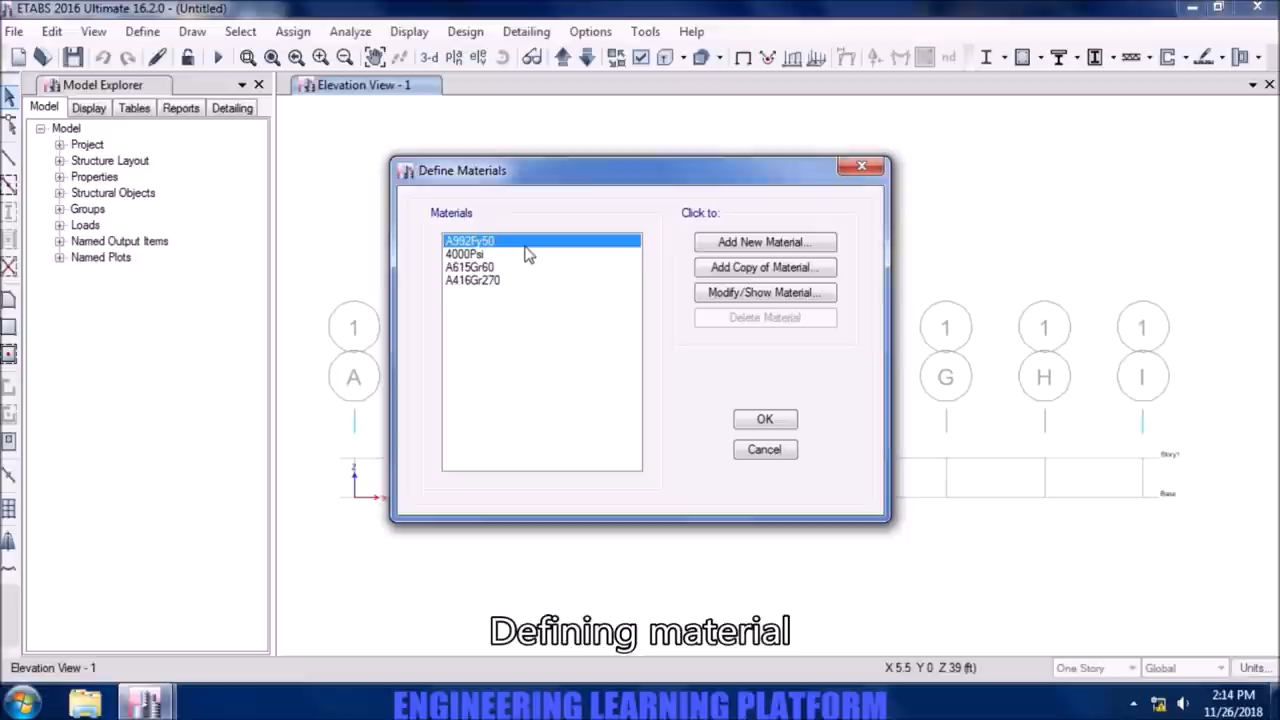 ETABS 2016 Ultimate 16.2.0 - (Untitled)
File Edit View Define Draw Select Assign Analyze Display Design Detailing Options Tools Help
3-d nd
Model Explorer
Elevation View - 1
Model Display Tables Reports Detailing
Model
Project
Structure Layout
Properties
Structural Objects
Groups
Loads
Named Output Items
Named Plots
Define Materials
Materials
A992Fy50
4000Psi
A615Gr60
A416Gr270
Click to:
Add New Material...
Add Copy of Material...
Modify/Show Material...
Delete Material
OK
Cancel
1 1 1 1
A G H I
Z
X
Story1
Base
Defining material
Elevation View - 1
X 5.5 Y 0 Z 39 (ft)
One Story
Global
Units...
ENGINEERING LEARNING PLATFORM
2:14 PM
11/26/2018